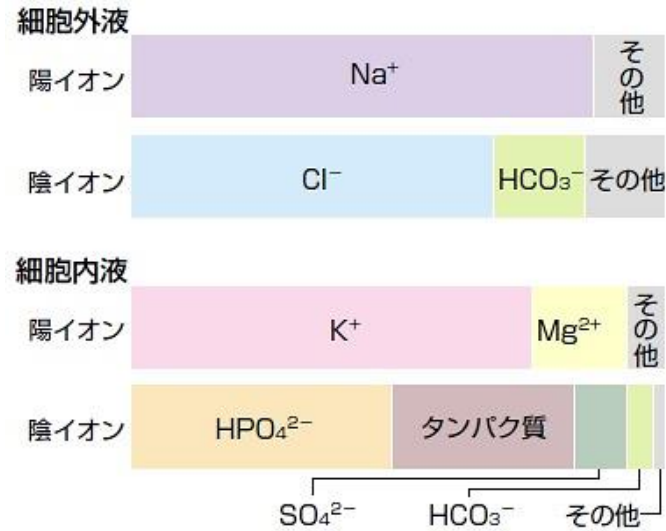 細胞外液
陽イオン
Na⁺
その他
陰イオン
Cl⁻
HCO₃⁻
その他
細胞内液
陽イオン
K⁺
Mg²⁺
その他
陰イオン
HPO₄²⁻
タンパク質
SO₄²⁻
HCO₃⁻
その他